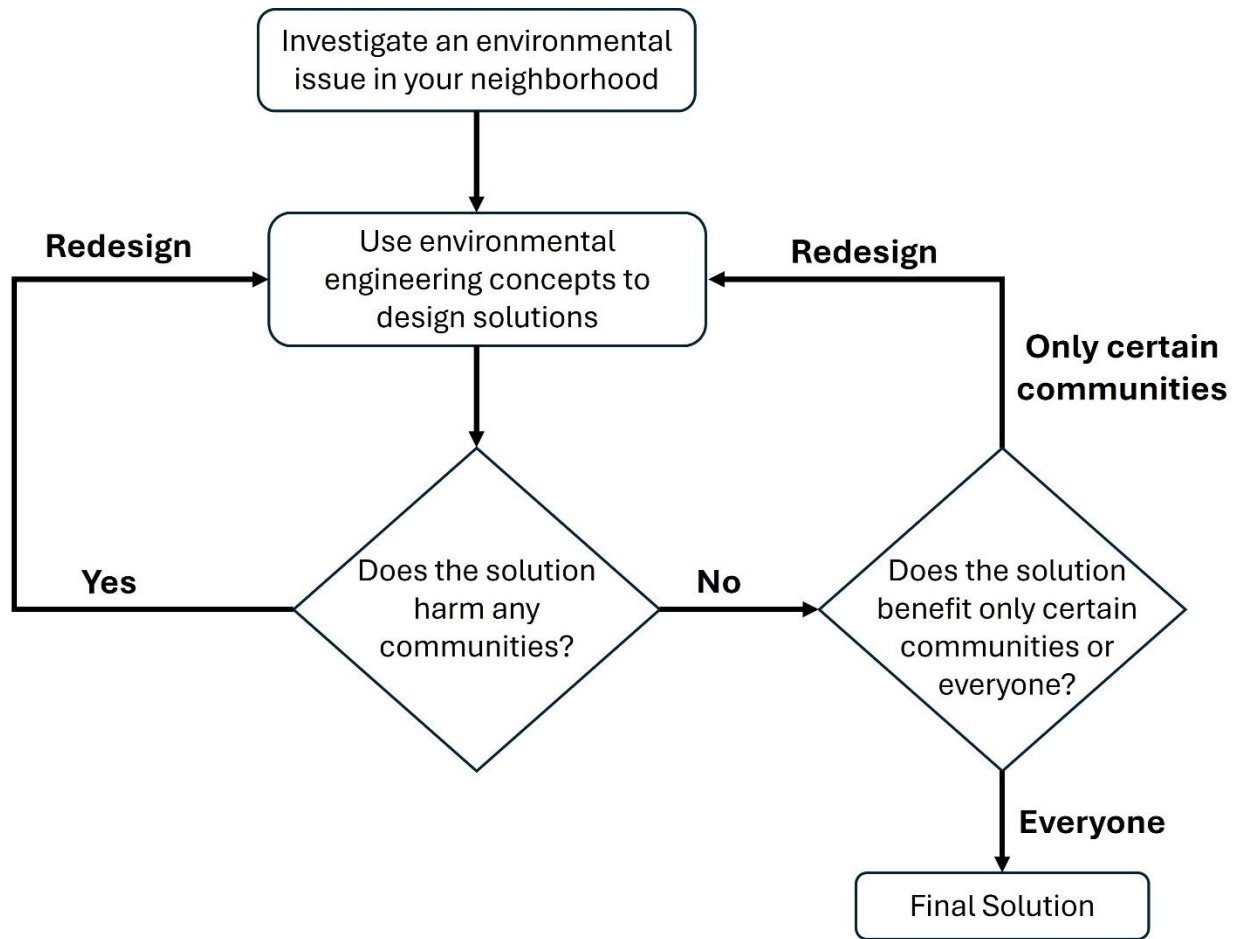 Investigate an environmental
issue in your neighborhood
Redesign
Use environmental
engineering concepts to
design solutions
Redesign
Only certain
communities
Yes
Does the solution
harm any
communities?
No
Does the solution
benefit only certain
communities or
everyone?
Everyone
Final Solution